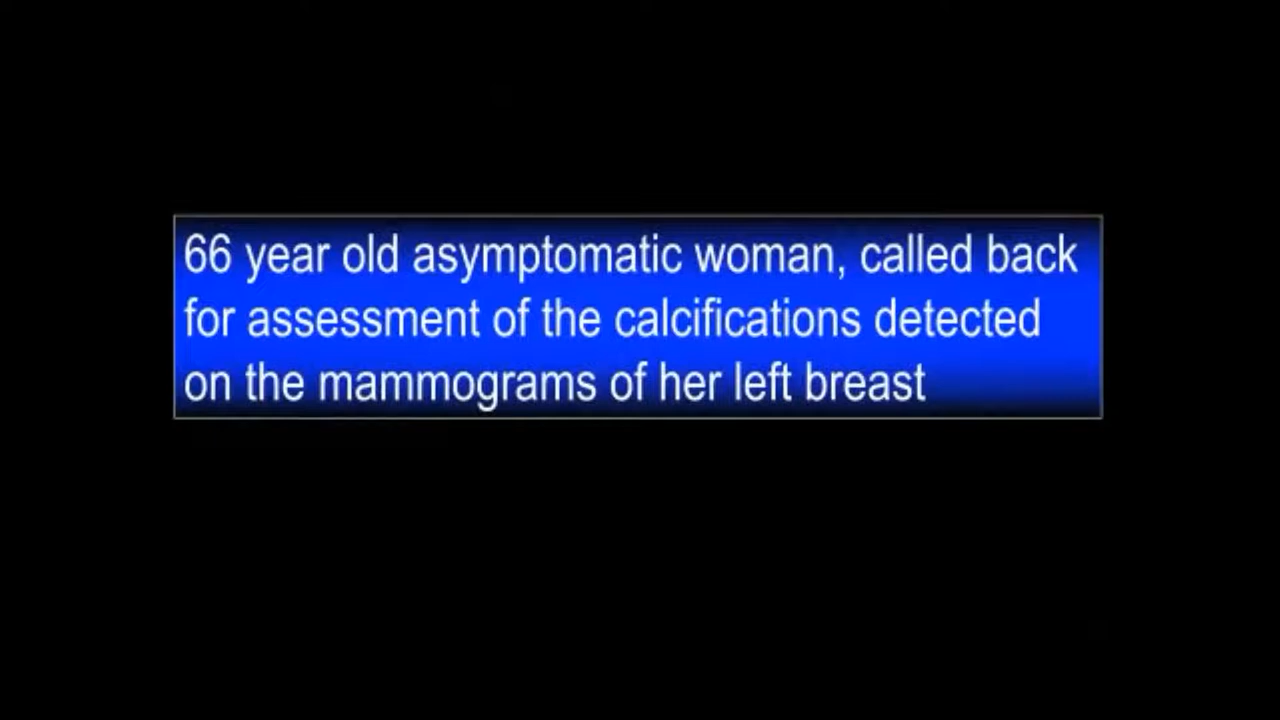 66 year old asymptomatic woman, called back
for assessment of the calcifications detected
on the mammograms of her left breast